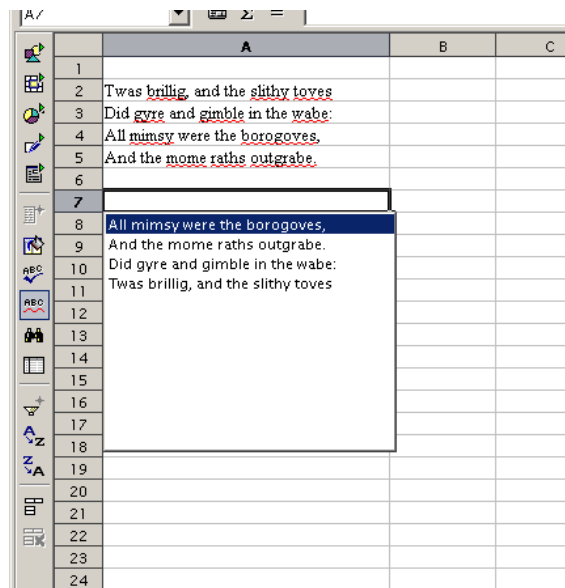 A7 Σ =
A B C
1
2 Twas brillig, and the slithy toves
3 Did gyre and gimble in the wabe:
4 All mimsy were the borogoves,
5 And the mome raths outgrabe.
6
7
8 All mimsy were the borogoves,
9 And the mome raths outgrabe.
10 Did gyre and gimble in the wabe:
11 Twas brillig, and the slithy toves
12
13
14
15
16
17
18
19
20
21
22
23
24
ABC
ABC
A Z
Z A